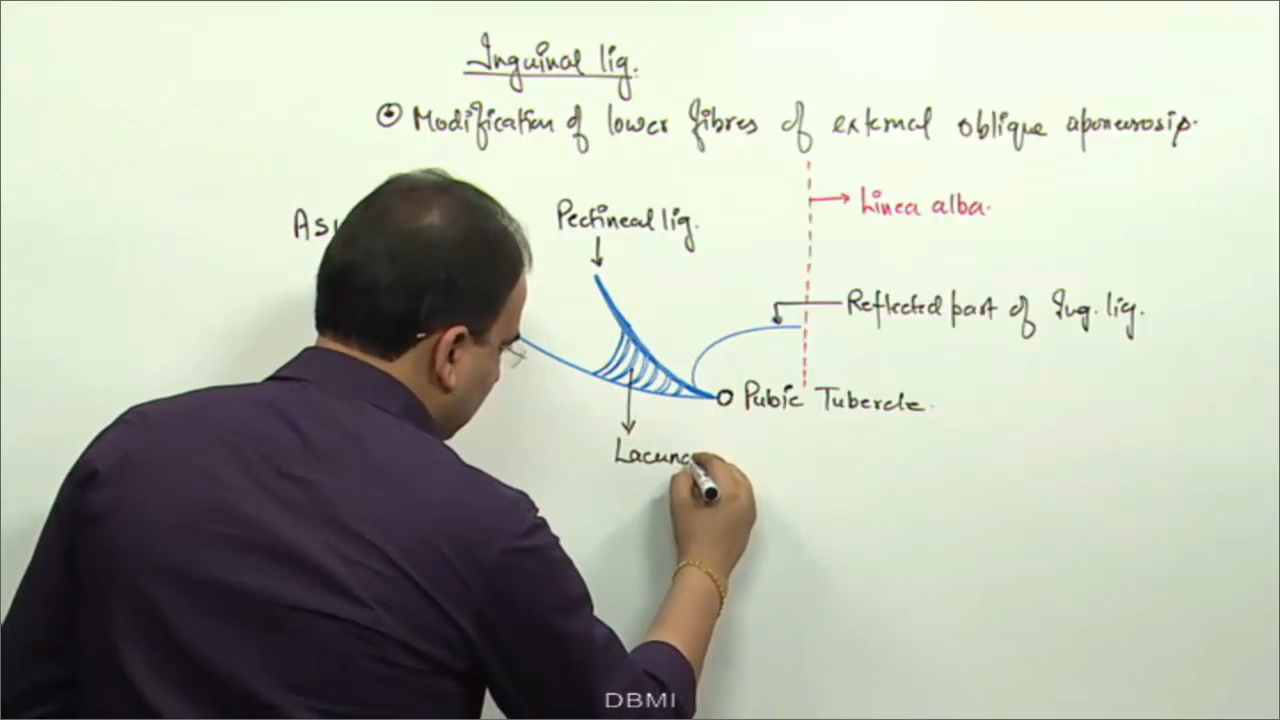 Inguinal lig.
Modification of lower fibres of external oblique aponeurosis.
Linea alba.
Pectineal lig.
Reflected part of Ing. lig.
Pubic Tubercle.
Lacuna
DBMI